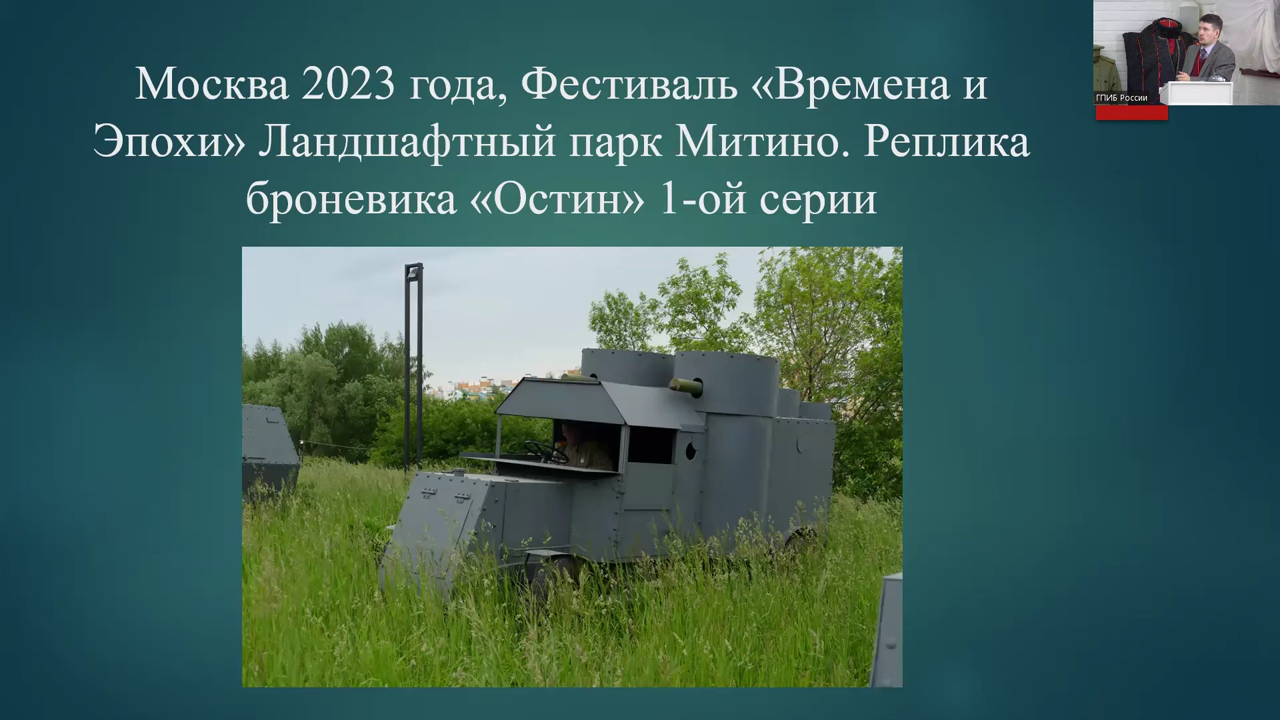 Москва 2023 года, Фестиваль «Времена и
Эпохи» Ландшафтный парк Митино. Реплика
броневика «Остин» 1-ой серии
ГПИБ России